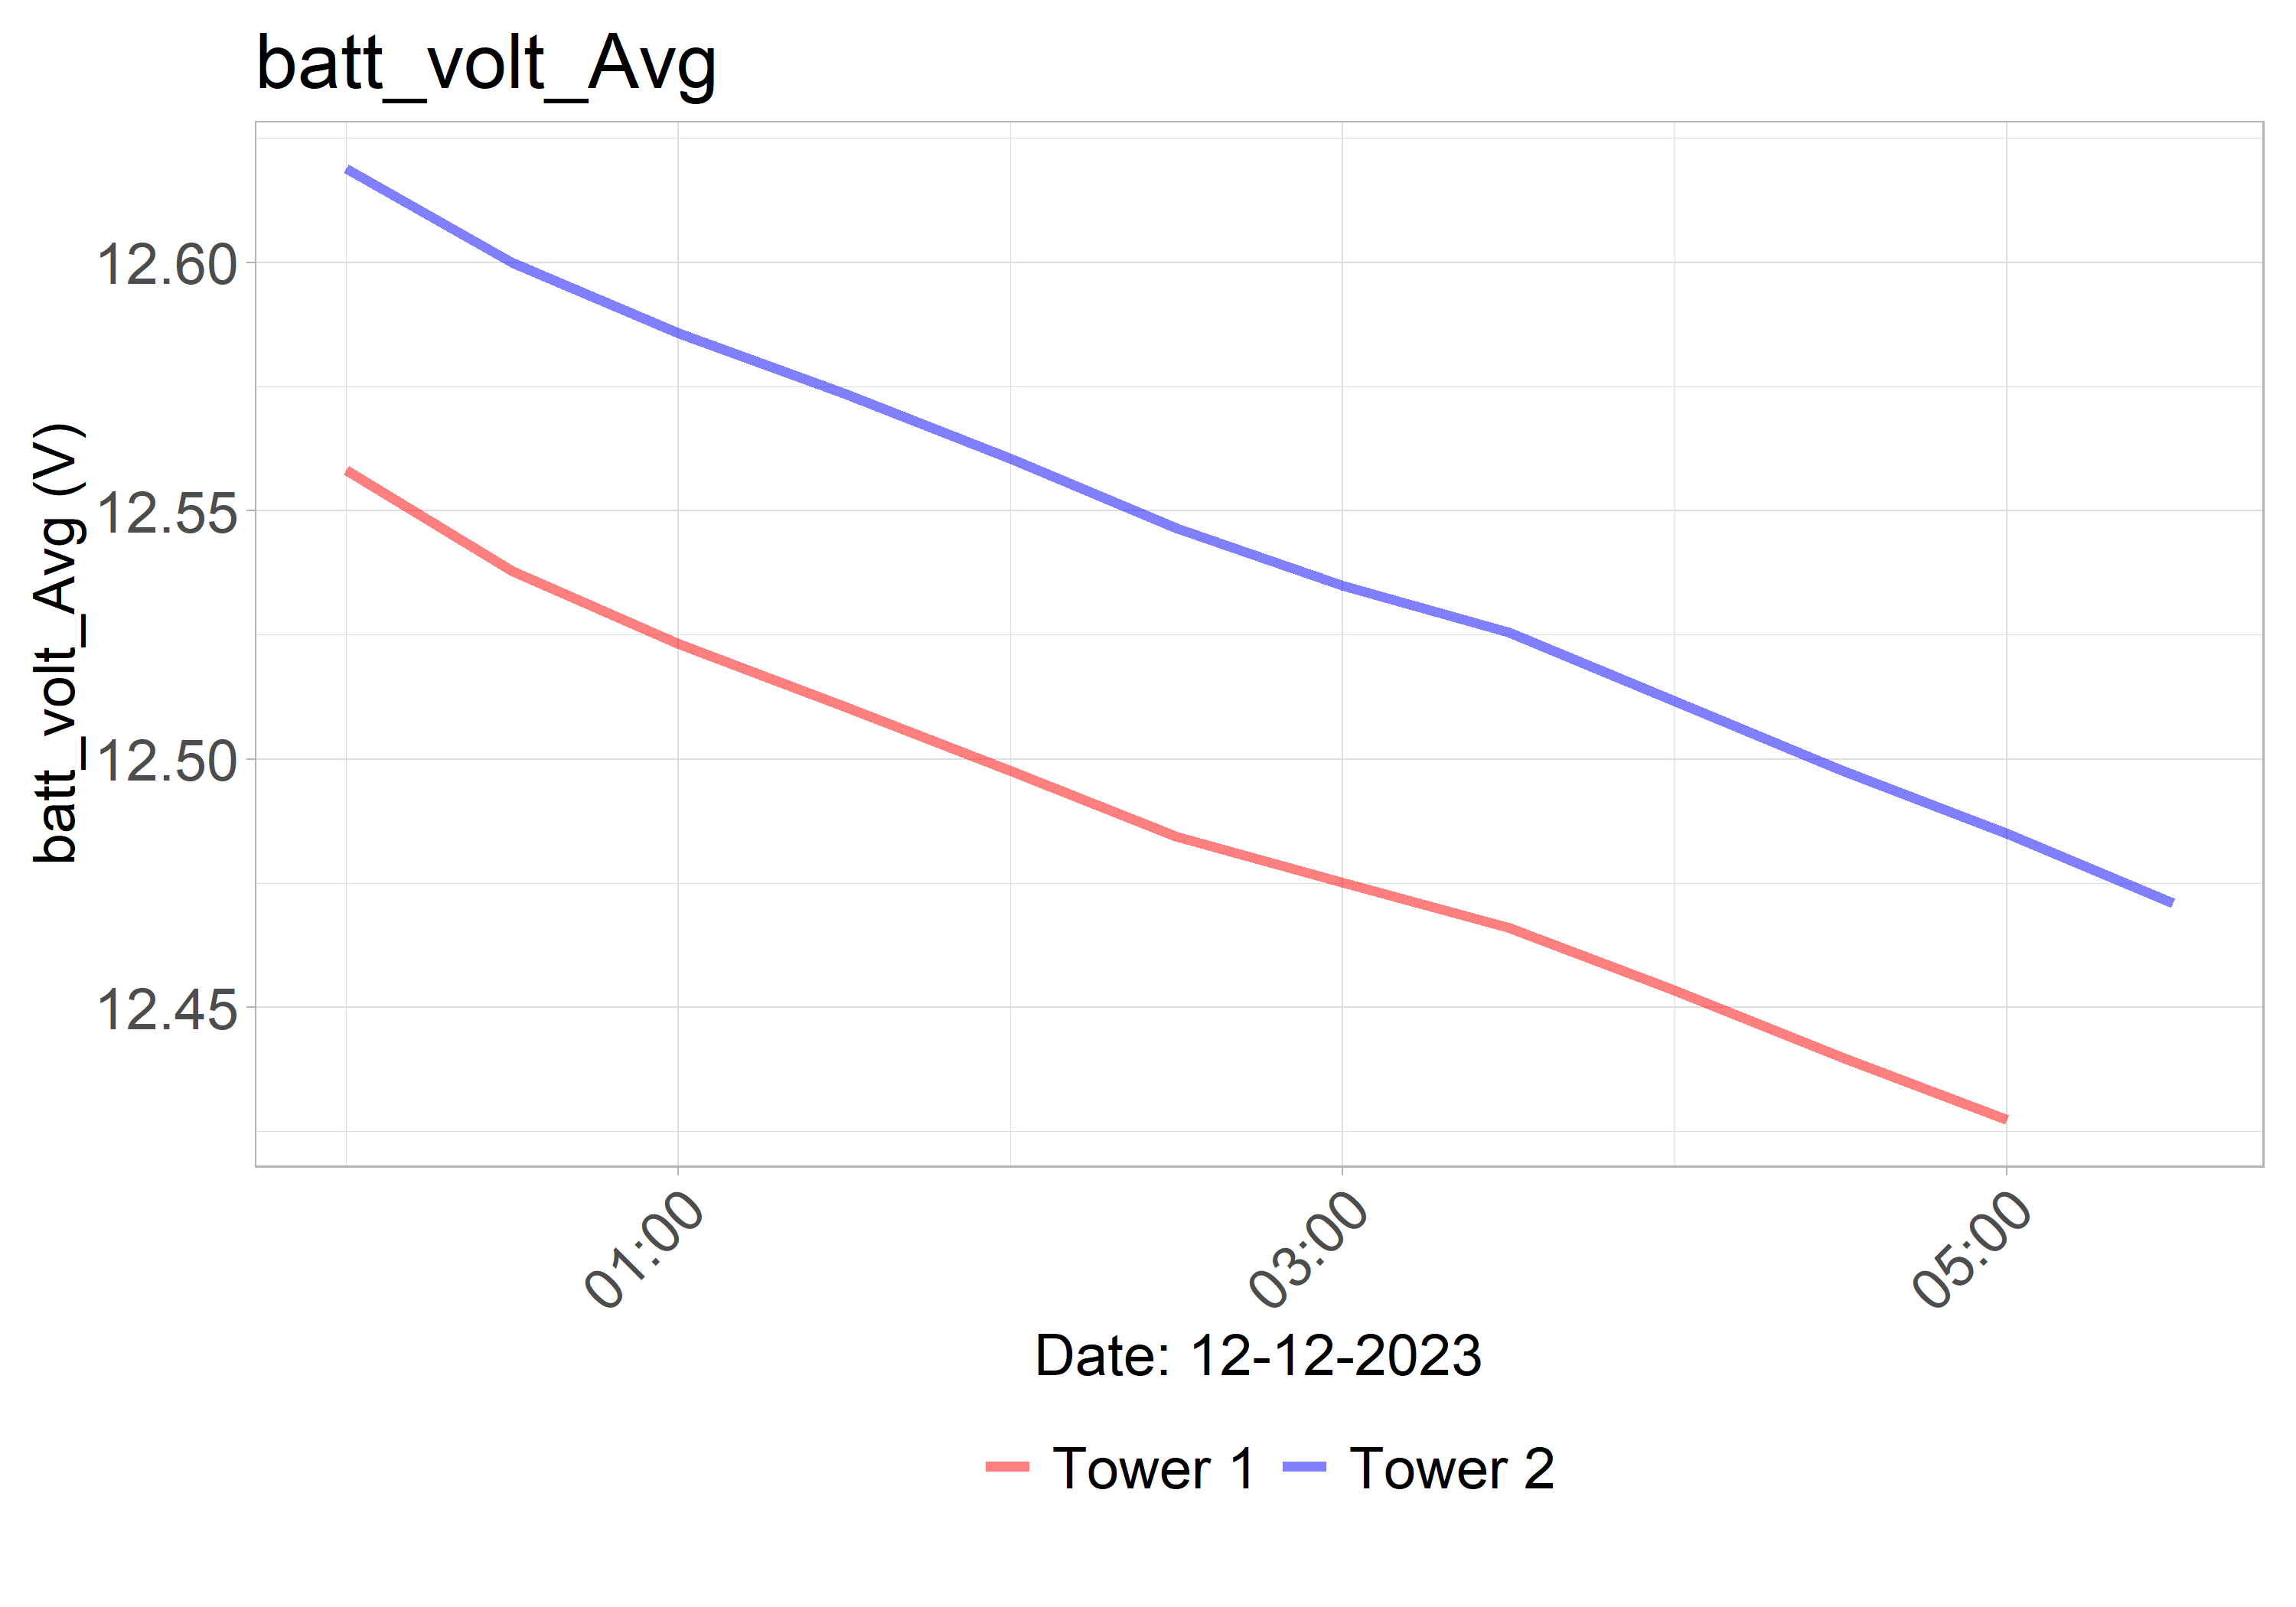 batt_volt_Avg
batt_volt_Avg (V)
12.60
12.55
12.50
12.45
01:00
03:00
05:00
Date: 12-12-2023
Tower 1
Tower 2